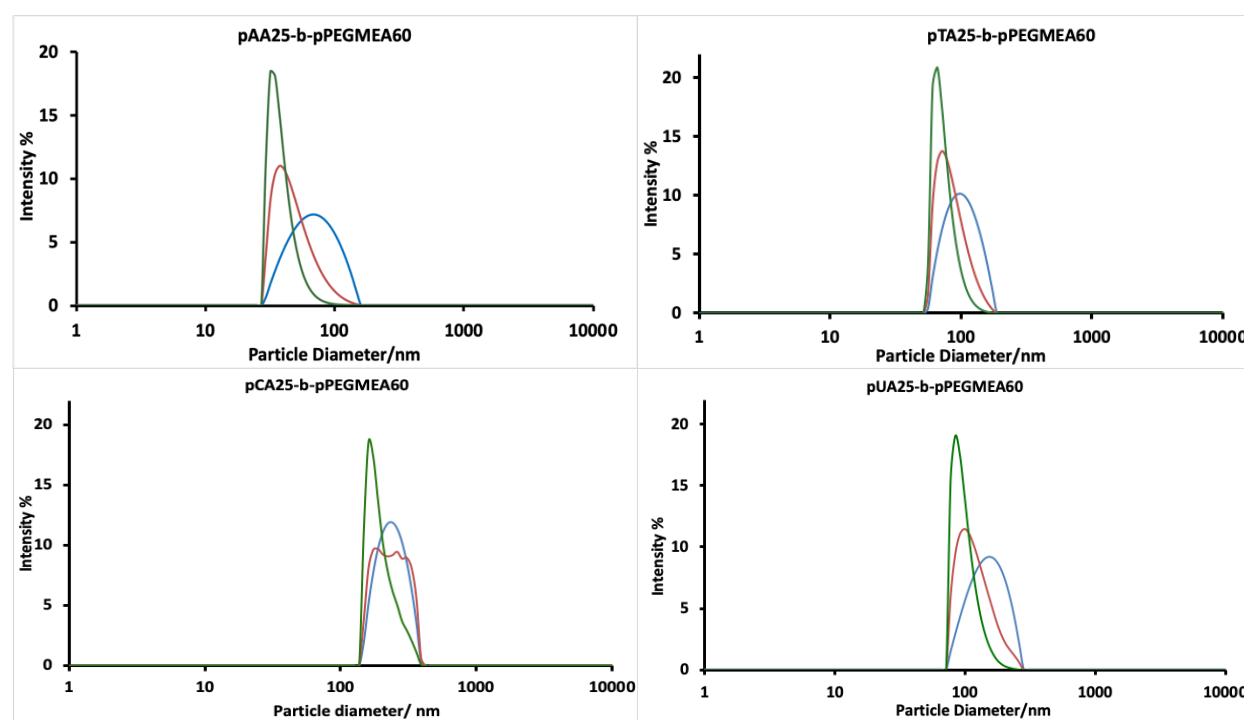 pAA25-b-pPEGMEA60
20
15
10
5
0
Intensity %
1 10 100 1000 10000
Particle Diameter/nm
pTA25-b-pPEGMEA60
20
15
10
5
0
Intensity %
1 10 100 1000 10000
Particle Diameter/nm
pCA25-b-pPEGMEA60
20
15
10
5
0
Intensity %
1 10 100 1000 10000
Particle diameter/ nm
pUA25-b-pPEGMEA60
20
15
10
5
0
Intensity %
1 10 100 1000 10000
Particle Diameter/nm